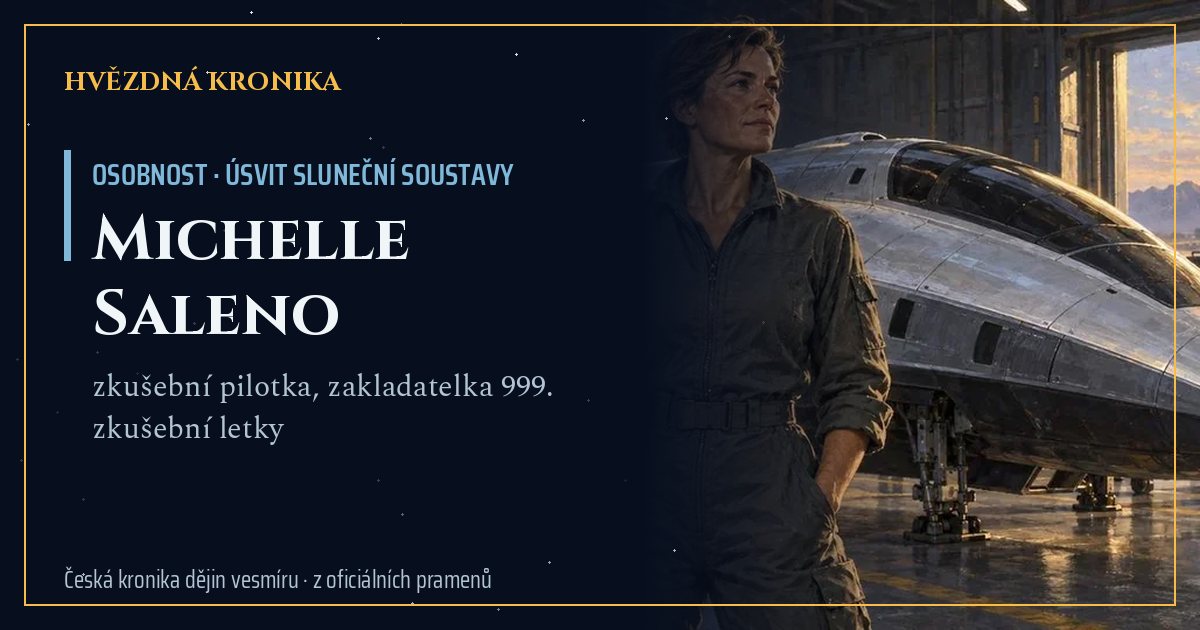 HVĚZDNÁ KRONIKA
OSOBNOST · ÚSVIT SLUNEČNÍ SOUSTAVY
MICHELLE
SALENO
zkušební pilotka, zakladatelka 999.
zkušební letky
Česká kronika dějin vesmíru · z oficiálních pramenů